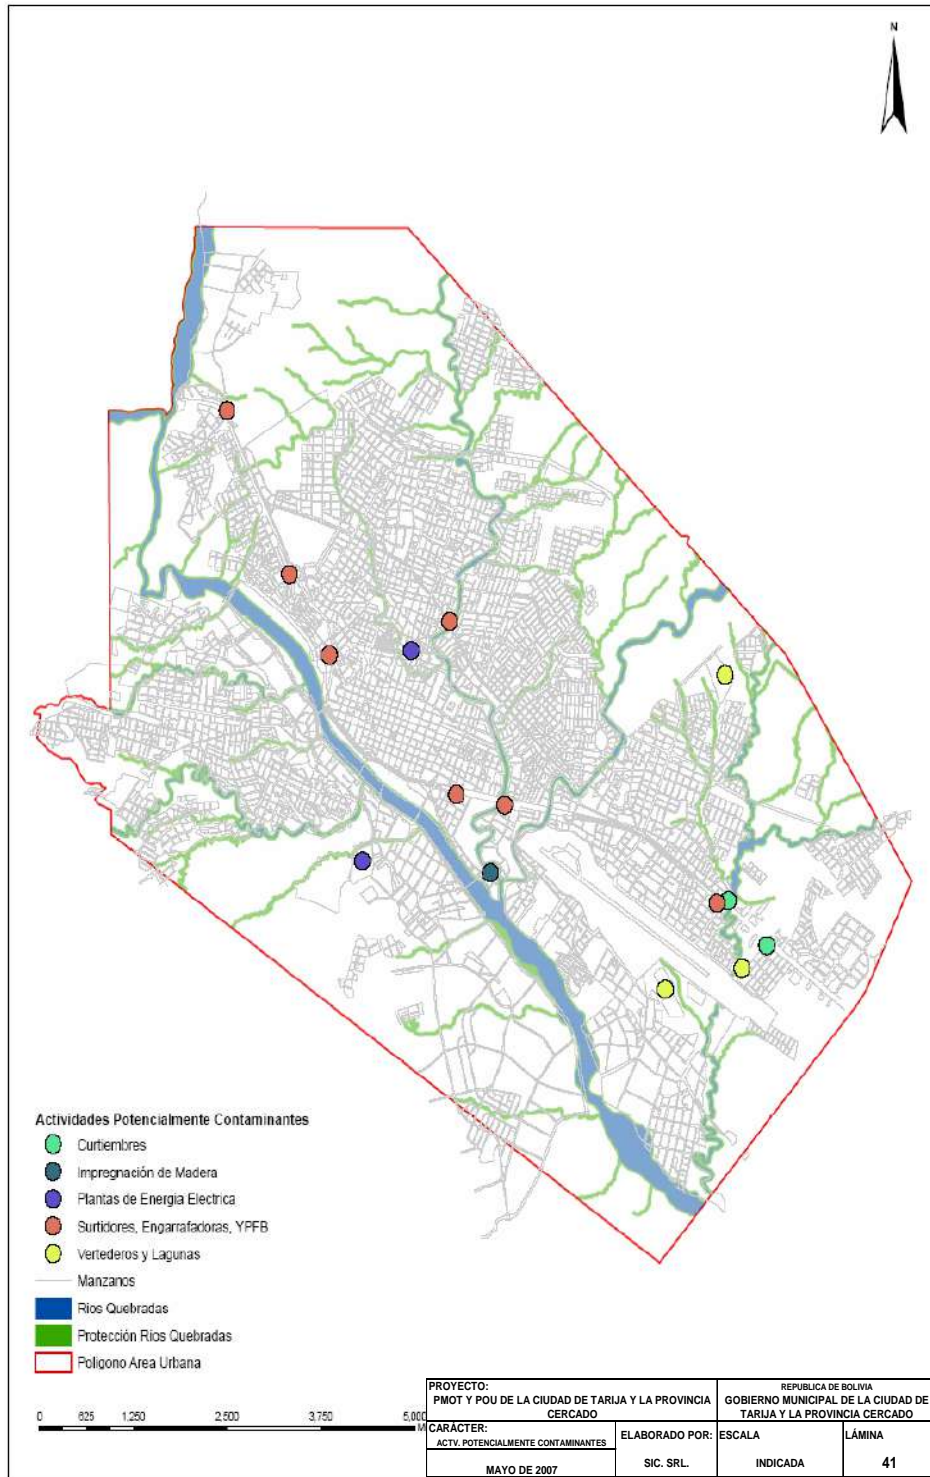 N
Actividades Potencialmente Contaminantes
Curtiembres
Impregnación de Madera
Plantas de Energia Electrica
Surtidores, Engarrafadoras, YPFB
Vertederos y Lagunas
Manzanos
Rios Quebradas
Protección Rios Quebradas
Poligono Area Urbana
0 625 1,250 2,500 3,750 5,000
M
PROYECTO:
PMOT Y POU DE LA CIUDAD DE TARIJA Y LA PROVINCIA
CERCADO
REPUBLICA DE BOLIVIA
GOBIERNO MUNICIPAL DE LA CIUDAD DE
TARIJA Y LA PROVINCIA CERCADO
CARÁCTER:
ACTV. POTENCIALMENTE CONTAMINANTES
MAYO DE 2007
ELABORADO POR:
SIC. SRL.
ESCALA
INDICADA
LÁMINA
41